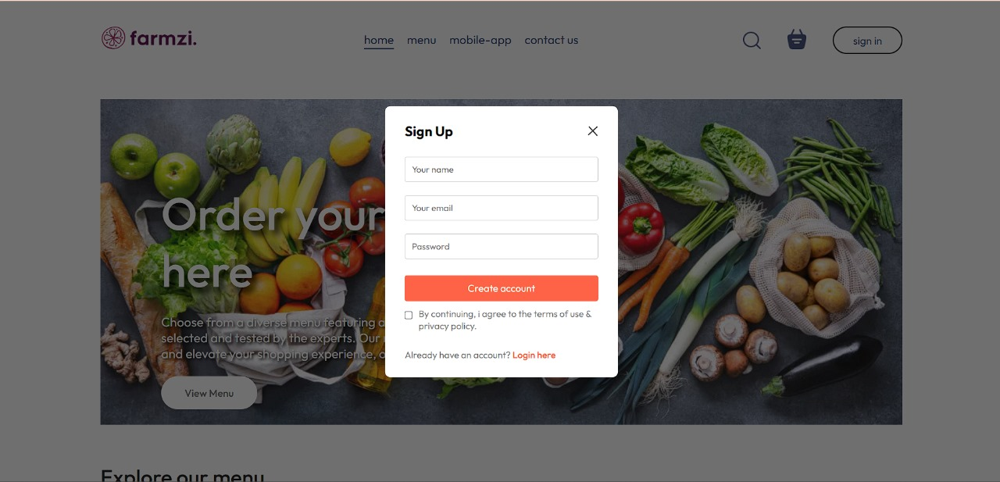 farmzi.
home menu mobile-app contact us
sign in
Sign Up
Your name
Your email
Password
Create account
By continuing, i agree to the terms of use &
privacy policy.
Already have an account? Login here
Order your
here
Choose from a diverse menu featuring
selected and tested by the experts. Our
and elevate your shopping experience,
View Menu
Explore our menu